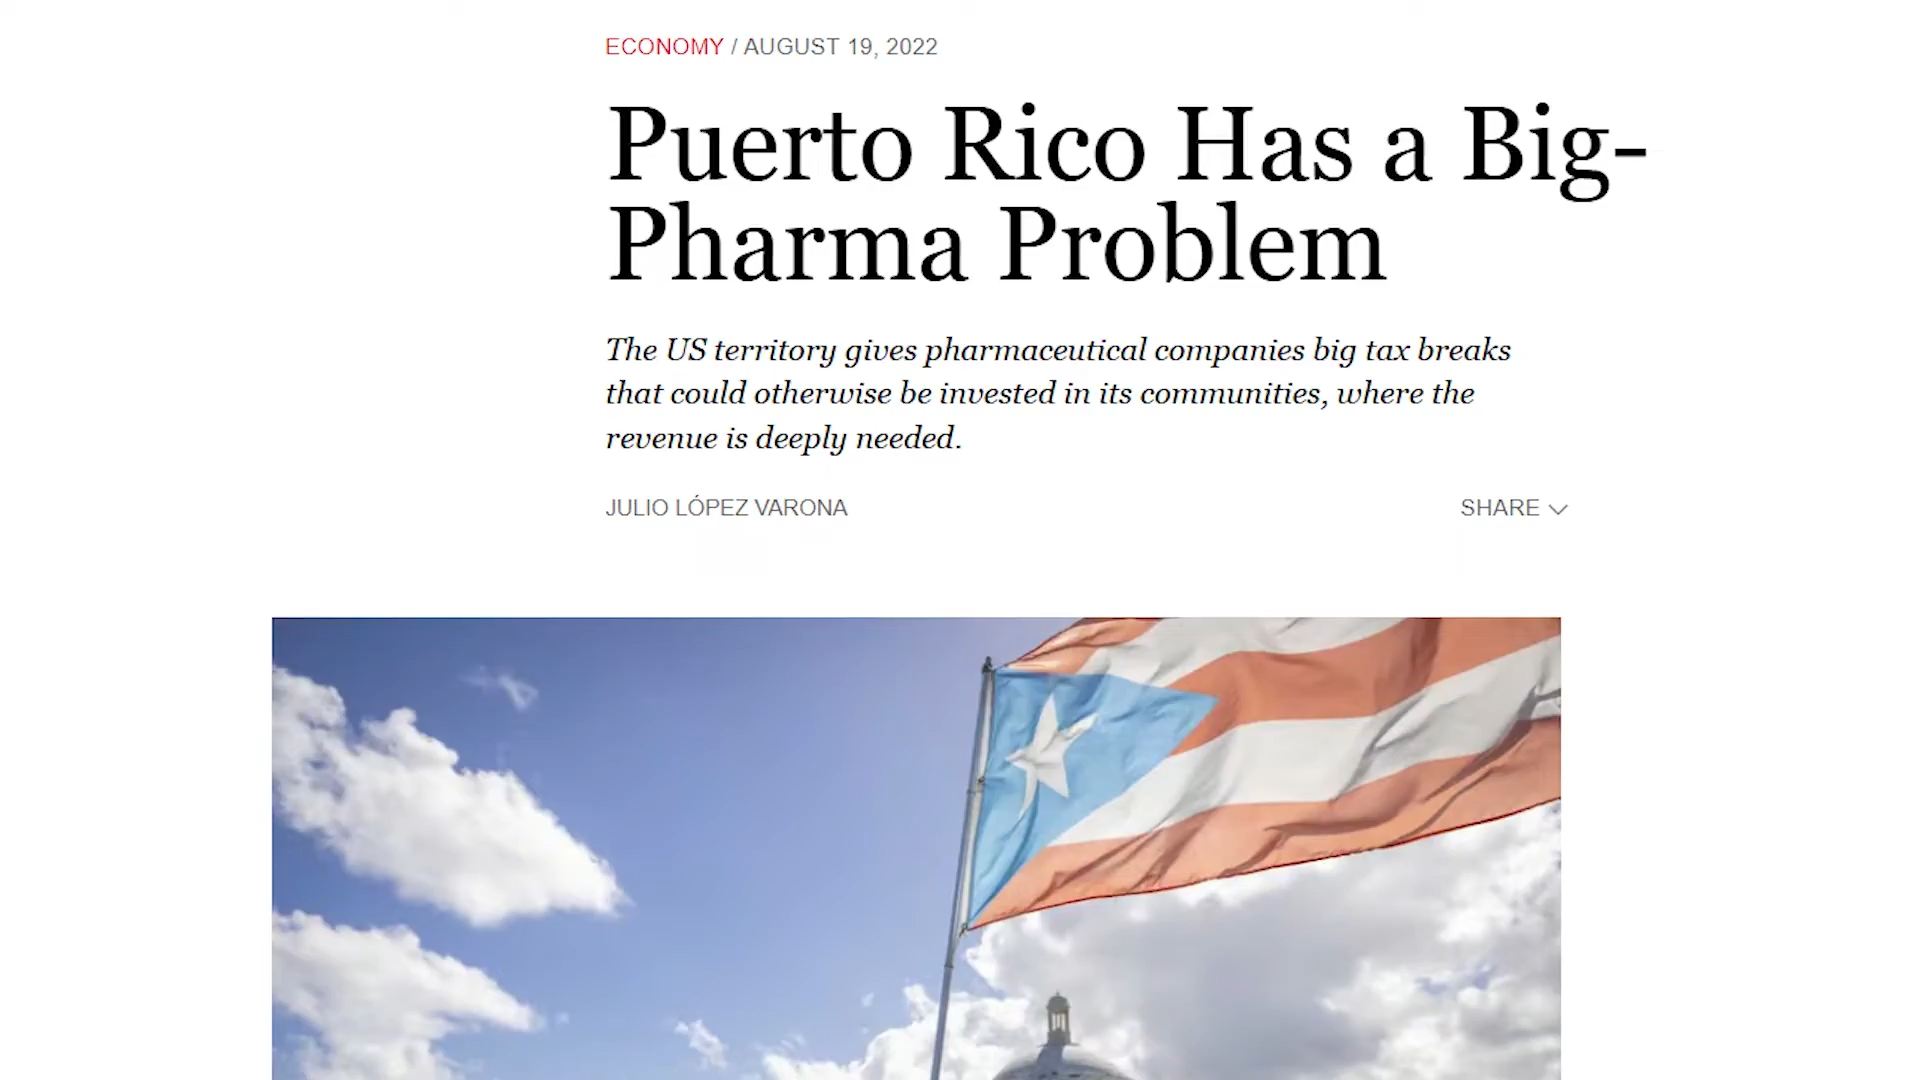 ECONOMY / AUGUST 19, 2022
Puerto Rico Has a Big-
Pharma Problem
The US territory gives pharmaceutical companies big tax breaks
that could otherwise be invested in its communities, where the
revenue is deeply needed.
JULIO LÓPEZ VARONA
SHARE